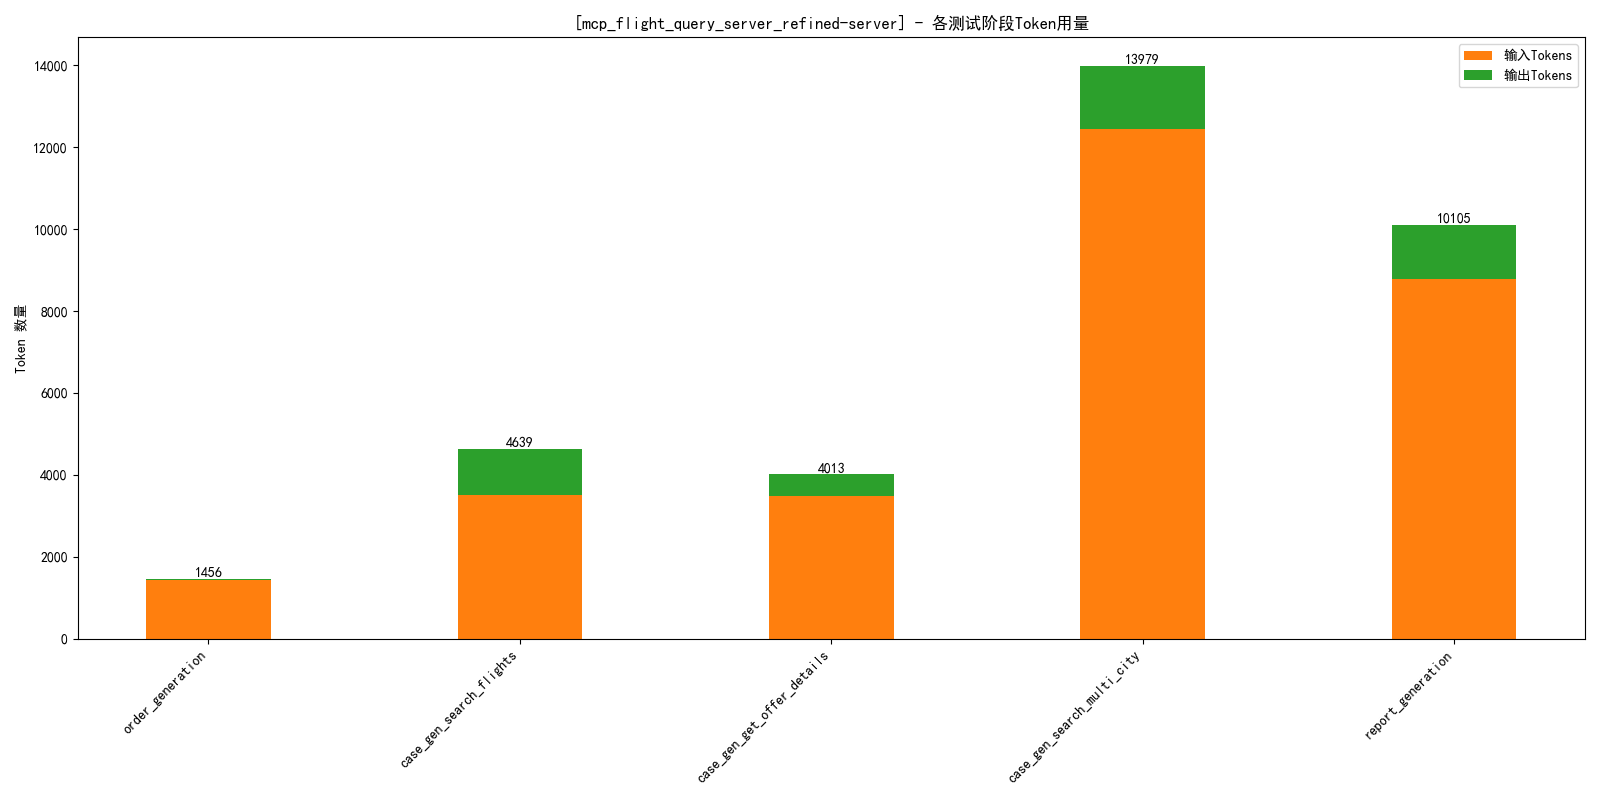 [mcp_flight_query_server_refined-server] - 各测试阶段Token用量
输入Tokens
输出Tokens
Token 数量
14000
12000
10000
8000
6000
4000
2000
0
1456
4639
4013
13979
10105
order_generation
case_gen_search_flights
case_gen_get_offer_details
case_gen_search_multi_city
report_generation